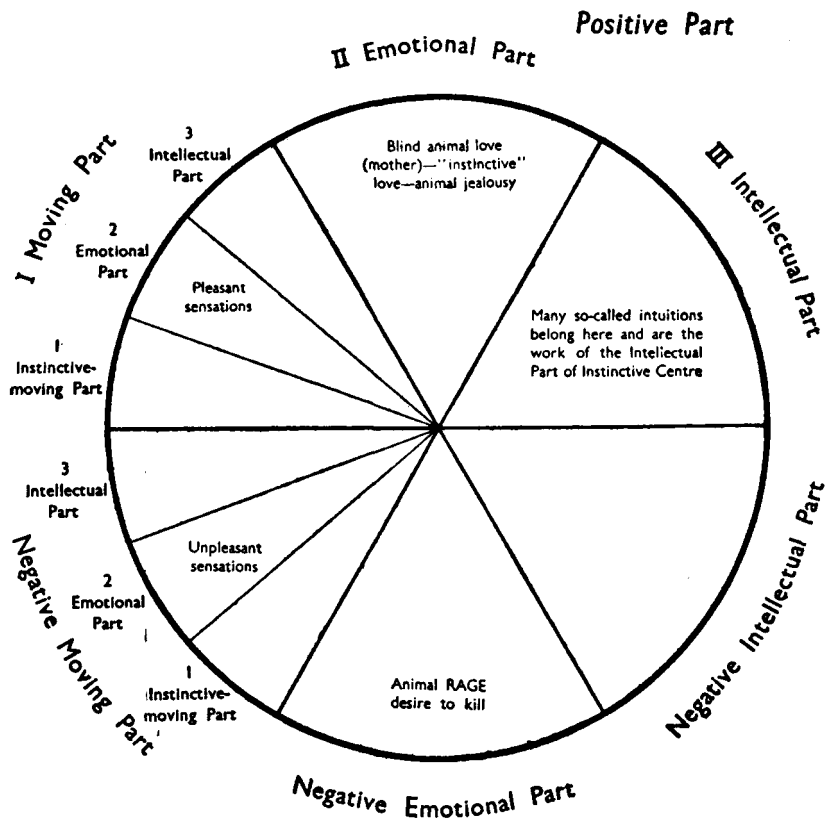 Positive Part
II Emotional Part
I Moving Part
III Intellectual Part
3
Intellectual
Part
2
Emotional
Part
1
Instinctive-
moving Part
Blind animal love
(mother)—"instinctive"
love—animal jealousy
Pleasant
sensations
Many so-called intuitions
belong here and are the
work of the Intellectual
Part of Instinctive Centre
3
Intellectual
Part
2
Emotional
Part
1
Instinctive-
moving Part
Unpleasant
sensations
Animal RAGE
desire to kill
Negative Moving Part
Negative Emotional Part
Negative Intellectual Part